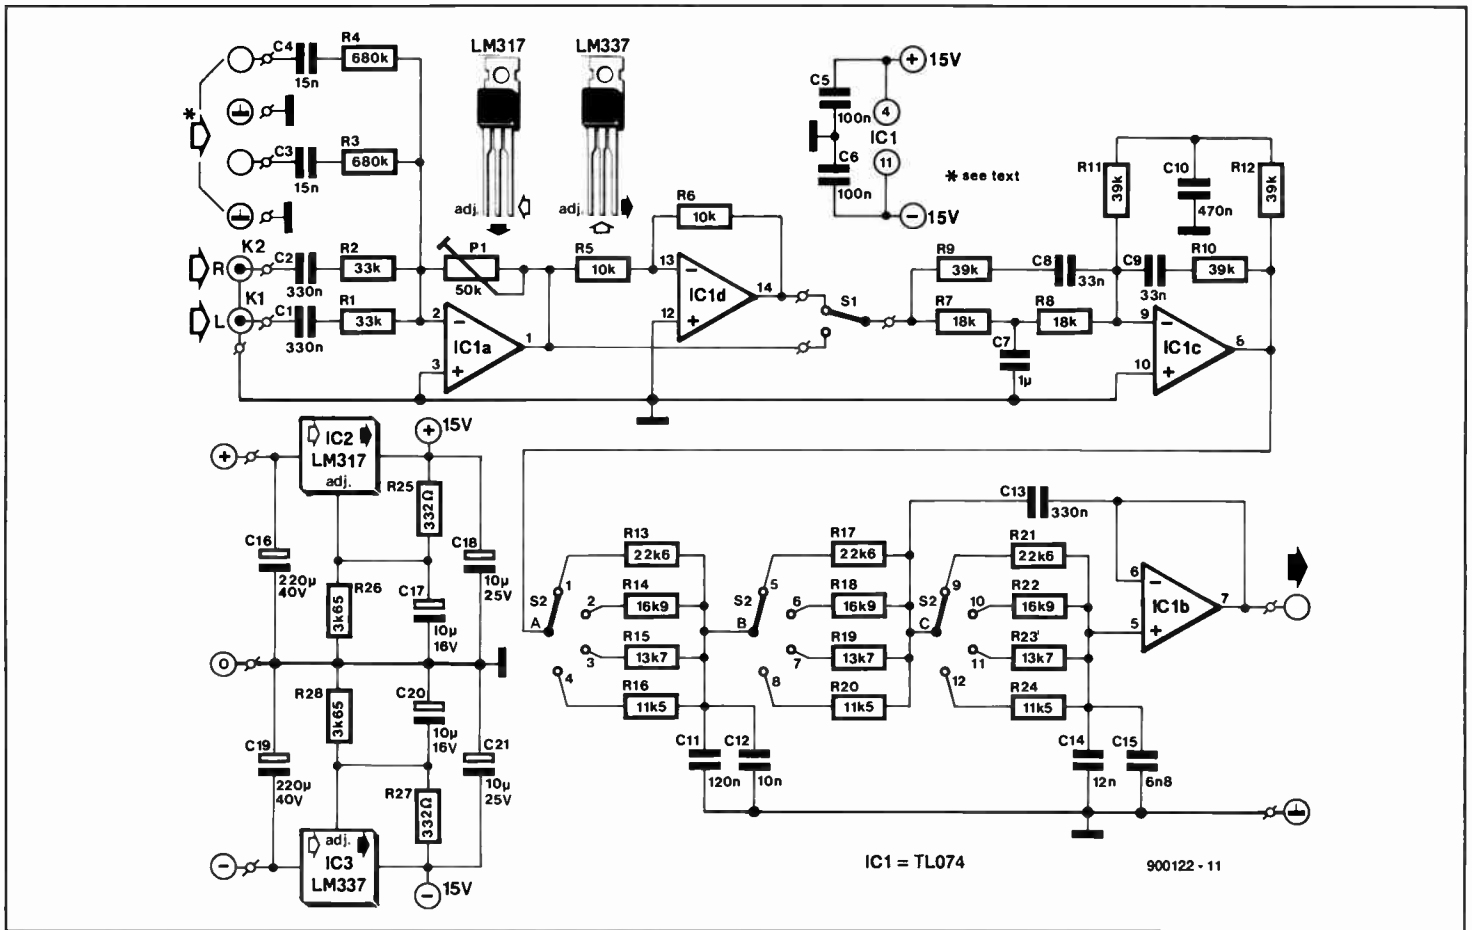 C4
R4
680k
15n
*
C3
R3
680k
15n
K2
R
C2
R2
33k
330n
K1
L
C1
R1
33k
330n
LM317
adj.
LM337
adj.
P1
50k
2
3
1
IC1a
R5
10k
R6
10k
13
12
14
IC1d
S1
C5
100n
C6
100n
+ 15V
4
IC1
11
− 15V
* see text
R9
39k
C8
33n
C9
33n
R10
39k
R11
39k
C10
470n
R12
39k
R7
18k
R8
18k
C7
1µ
9
10
8
IC1c
+ 15V
+
IC2
LM317
adj.
R25
332Ω
C16
220µ
40V
R26
3k65
C17
10µ
16V
C18
10µ
25V
0
R28
3k65
C20
10µ
16V
C19
220µ
40V
C21
10µ
25V
R27
332Ω
adj.
IC3
LM337
−
− 15V
S2
A
1
2
3
4
R13
22k6
R14
16k9
R15
13k7
R16
11k5
C11
120n
C12
10n
S2
B
5
6
7
8
R17
22k6
R18
16k9
R19
13k7
R20
11k5
C13
330n
S2
C
9
10
11
12
R21
22k6
R22
16k9
R23
13k7
R24
11k5
C14
12n
C15
6n8
6
5
7
IC1b
IC1 = TL074
900122 - 11